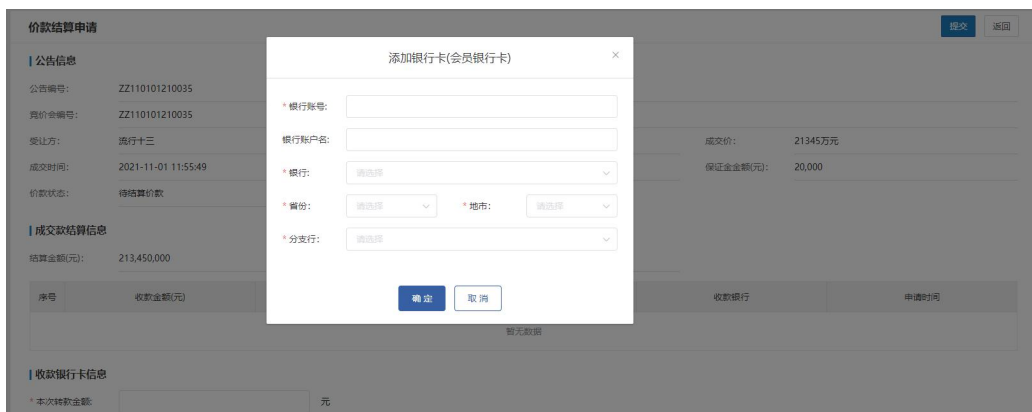 价款结算申请
提交 返回
公告信息
公告编号: ZZ110101210035
竞价会编号: ZZ110101210035
受让方: 流行十三 成交价: 21345万元
成交时间: 2021-11-01 11:55:49 保证金金额(元): 20,000
价款状态: 待结算价款
成交款结算信息
结算金额(元): 213,450,000
序号 收款金额(元) 收款银行 申请时间
暂无数据
收款银行卡信息
* 本次转款金额: 元
添加银行卡(会员银行卡) ×
* 银行账号:
银行账户名:
* 银行: 请选择
* 省份: 请选择 * 地市: 请选择
* 分支行: 请选择
确定 取消